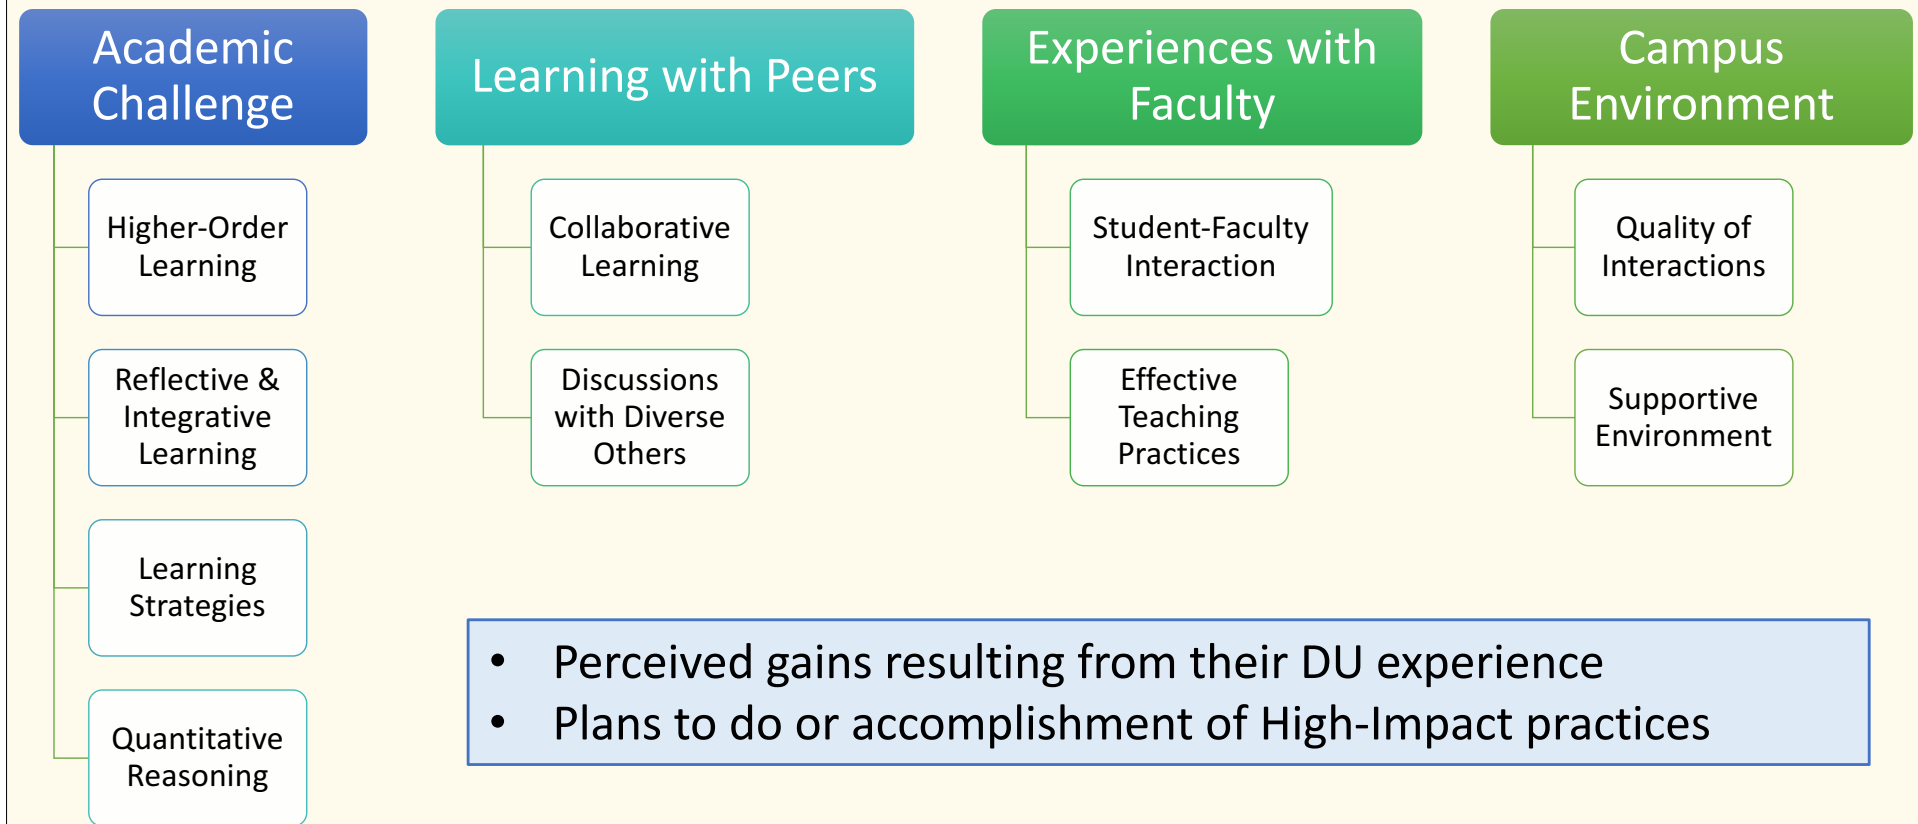 Academic
Challenge
Higher-Order
Learning
Reflective &
Integrative
Learning
Learning
Strategies
Quantitative
Reasoning
Learning with Peers
Collaborative
Learning
Discussions
with Diverse
Others
Experiences with
Faculty
Student-Faculty
Interaction
Effective
Teaching
Practices
Campus
Environment
Quality of
Interactions
Supportive
Environment
• Perceived gains resulting from their DU experience
• Plans to do or accomplishment of High-Impact practices